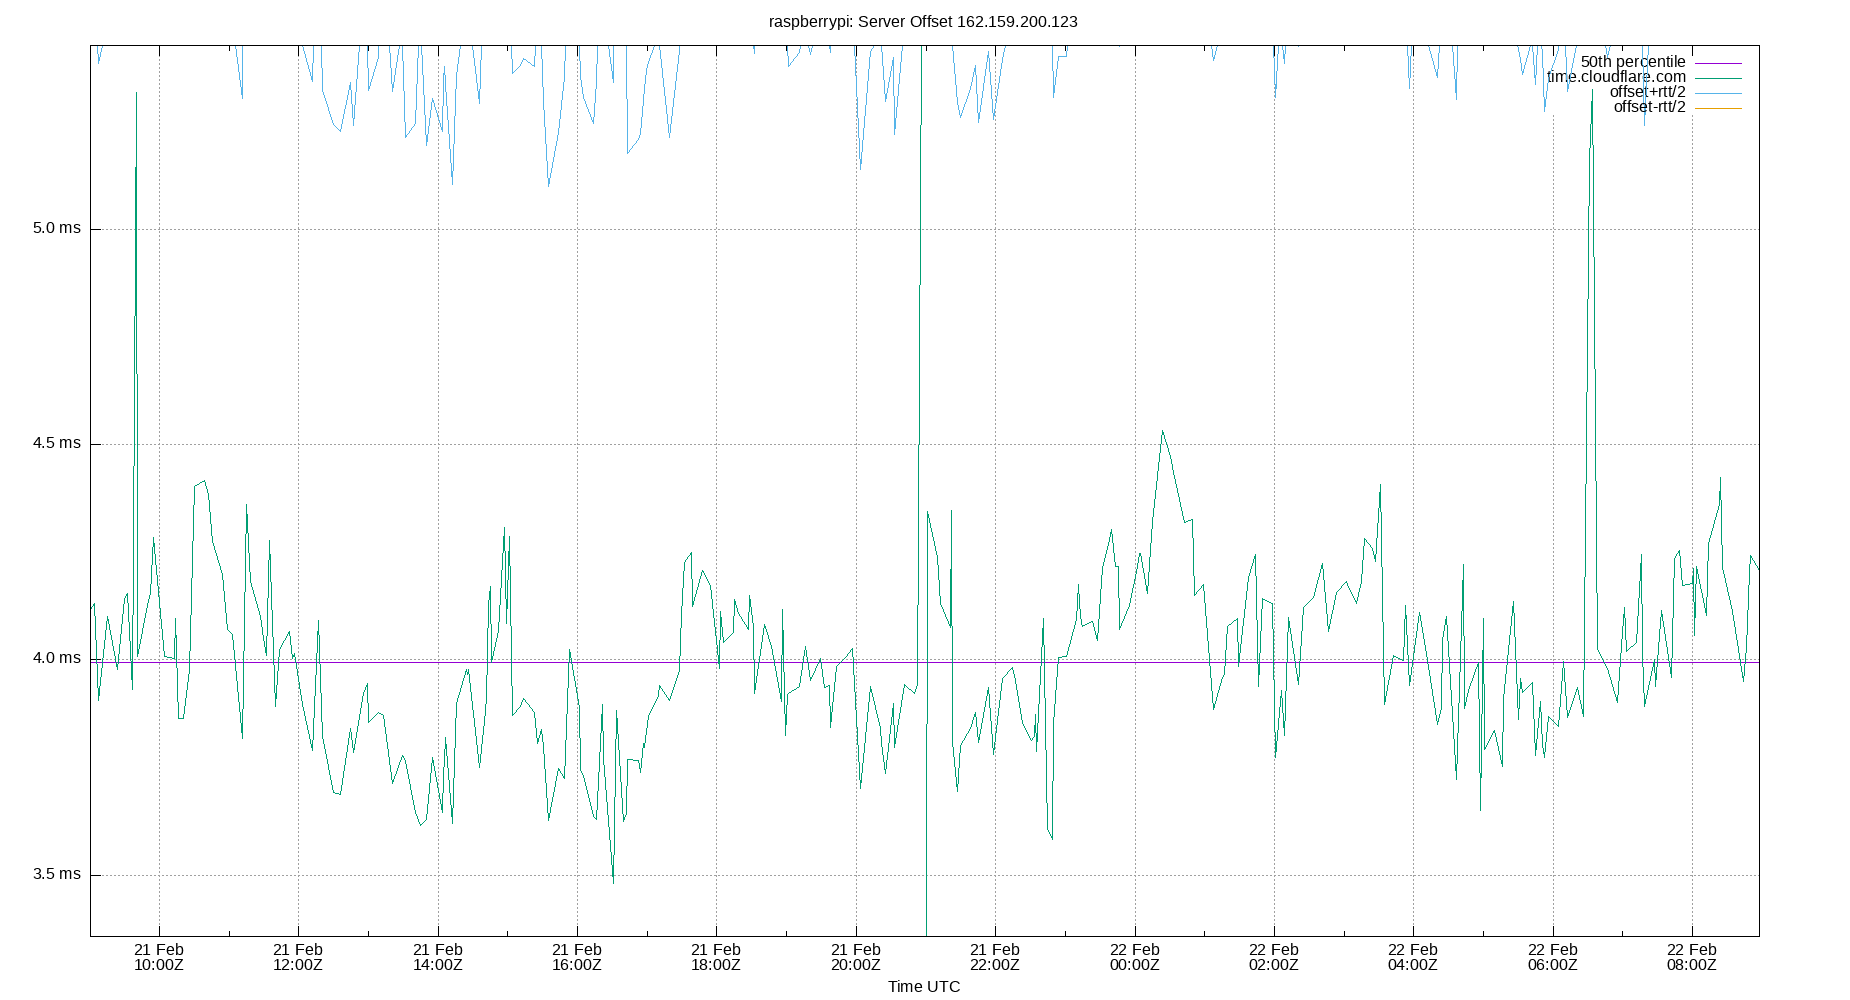 raspberrypi: Server Offset 162.159.200.123
50th percentile
time.cloudflare.com
offset+rtt/2
offset-rtt/2
5.0 ms
4.5 ms
4.0 ms
3.5 ms
21 Feb 21 Feb 21 Feb 21 Feb 21 Feb 21 Feb 21 Feb 22 Feb 22 Feb 22 Feb 22 Feb 22 Feb
10:00Z 12:00Z 14:00Z 16:00Z 18:00Z 20:00Z 22:00Z 00:00Z 02:00Z 04:00Z 06:00Z 08:00Z
Time UTC